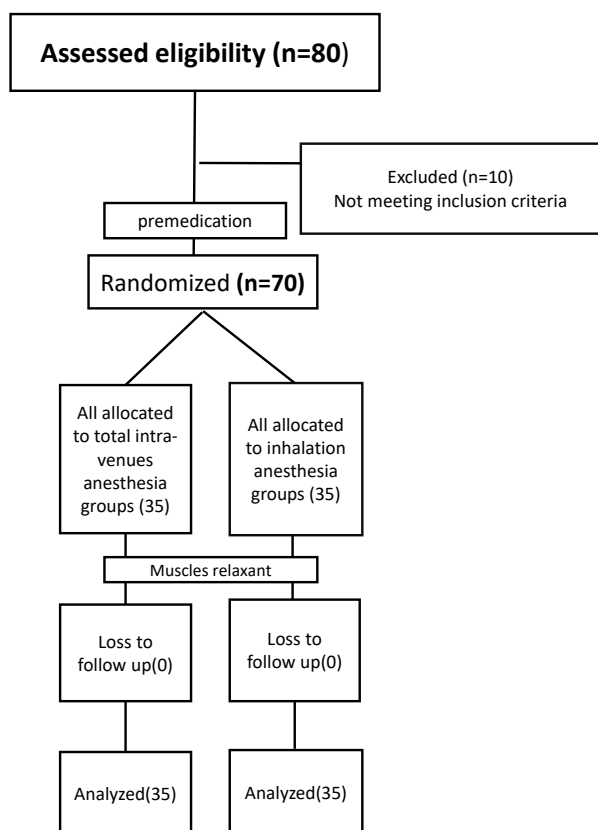 Assessed eligibility (n=80)
Excluded (n=10)
Not meeting inclusion criteria
premedication
Randomized (n=70)
All allocated
to total intra-
venues
anesthesia
groups (35)
All allocated
to inhalation
anesthesia
groups (35)
Muscles relaxant
Loss to
follow up(0)
Loss to
follow up(0)
Analyzed(35)
Analyzed(35)